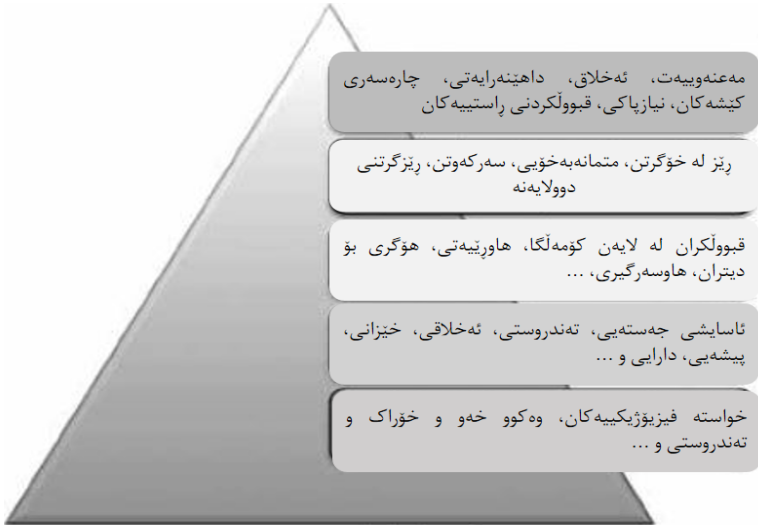 مەعنەوییەت، ئەخلاق، داهێنەرایەتی، چارەسەری
کێشەکان، نیازپاکی، قبووڵکردنی ڕاستییەکان
ڕێز لە خۆگرتن، متمانەبەخۆیی، سەرکەوتن، ڕێزگرتنی
دوولایەنە
قبووڵکران لە لایەن کۆمەڵگا، هاوڕێیەتی، هۆگری بۆ
دیتران، هاوسەرگیری، ...
ئاسایشی جەستەیی، تەندروستی، ئەخلاقی، خێزانی،
پیشەیی، دارایی و ...
خواستە فیزیۆژیکییەکان، وەکوو خەو و خۆراک و
تەندروستی و ...